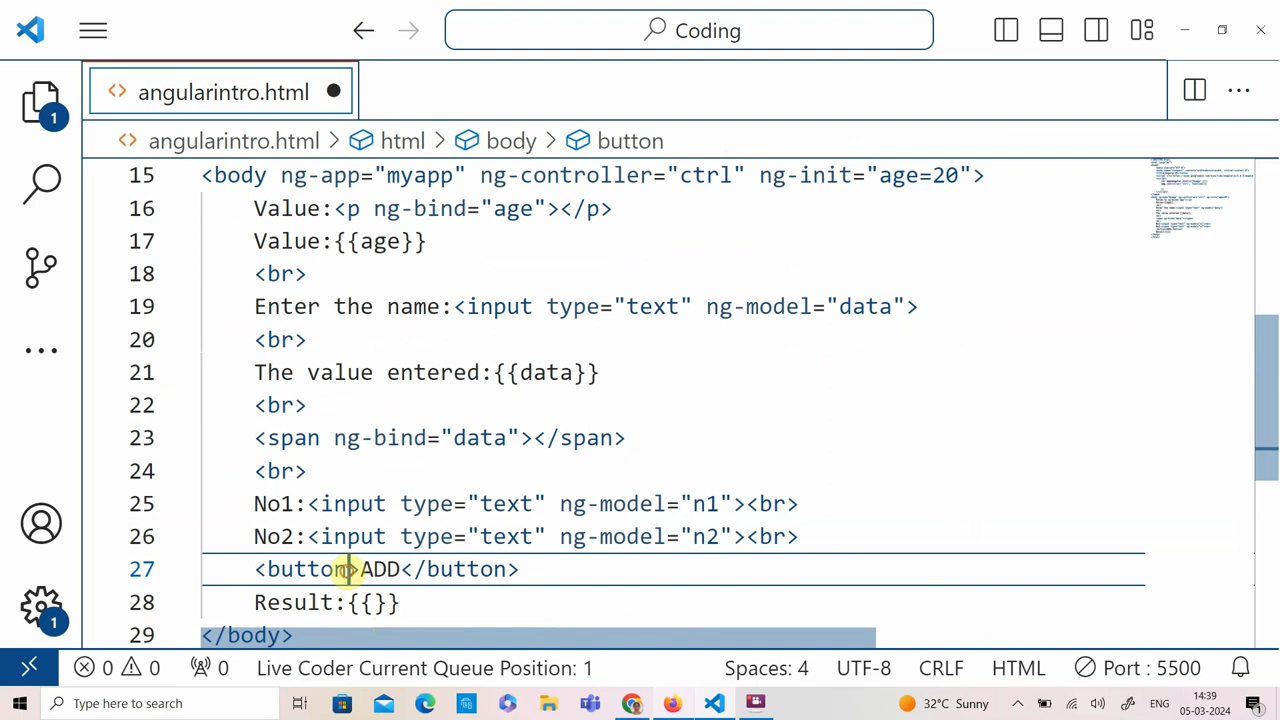 Coding
angularintro.html
1
angularintro.html
html
body
button
15 <body ng-app="myapp" ng-controller="ctrl" ng-init="age=20">
16 Value:<p ng-bind="age"></p>
17 Value:{{age}}
18 <br>
19 Enter the name:<input type="text" ng-model="data">
20 <br>
21 The value entered:{{data}}
22 <br>
23 <span ng-bind="data"></span>
24 <br>
25 No1:<input type="text" ng-model="n1"><br>
26 No2:<input type="text" ng-model="n2"><br>
27 <button>ADD</button>
28 Result:{{}}
29 </body>
1
0 0 0 Live Coder Current Queue Position: 1 Spaces: 4 UTF-8 CRLF HTML Port : 5500
Type here to search 32°C Sunny ENG 14:39
05-03-2024
1